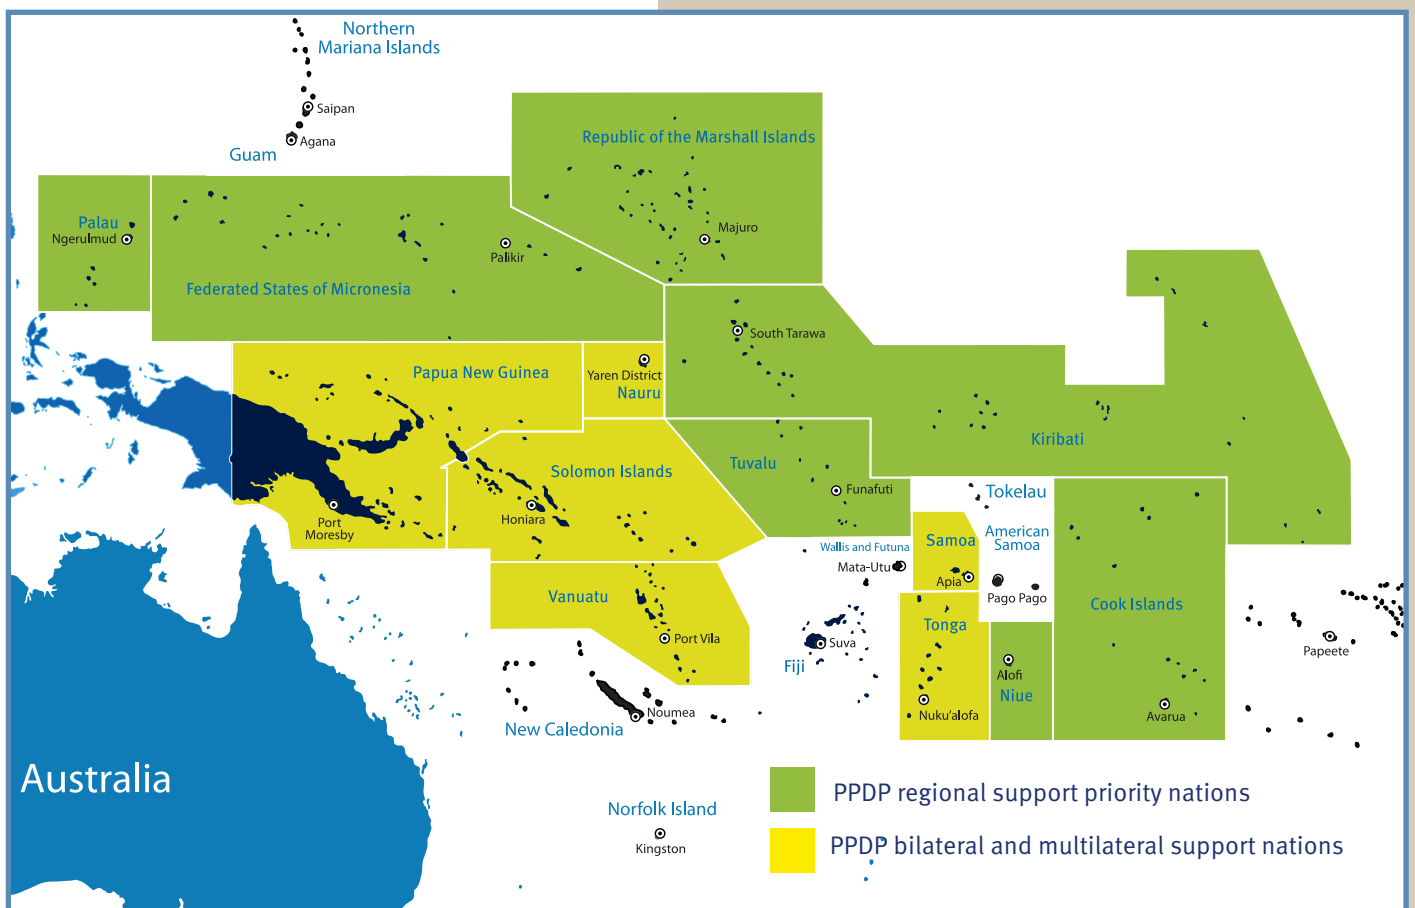 Northern
Mariana Islands
Saipan
Agana
Guam
Republic of the Marshall Islands
Majuro
Palau
Ngerulmud
Palikir
Federated States of Micronesia
South Tarawa
Papua New Guinea
Yaren District
Nauru
Kiribati
Solomon Islands
Tuvalu
Funafuti
Tokelau
Honiara
Port
Moresby
American
Samoa
Samoa
Wallis and Futuna
Mata-Utu
Apia
Pago Pago
Vanuatu
Cook Islands
Tonga
Port Vila
Suva
Fiji
Papeete
Alofi
Niue
Nuku'alofa
Avarua
Noumea
New Caledonia
Australia
PPDP regional support priority nations
Norfolk Island
Kingston
PPDP bilateral and multilateral support nations